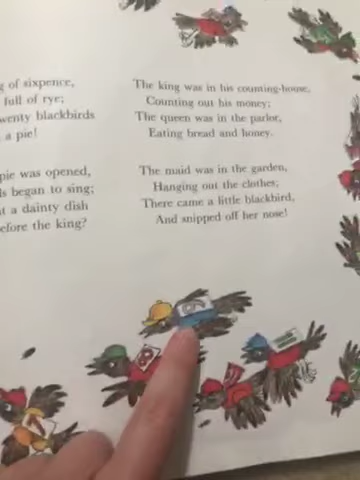 g of sixpence,
full of rye;
wenty blackbirds
a pie!
pie was opened,
ls began to sing;
t a dainty dish
efore the king?
The king was in his counting-house,
Counting out his money;
The queen was in the parlor,
Eating bread and honey.
The maid was in the garden,
Hanging out the clothes;
There came a little blackbird,
And snipped off her nose!